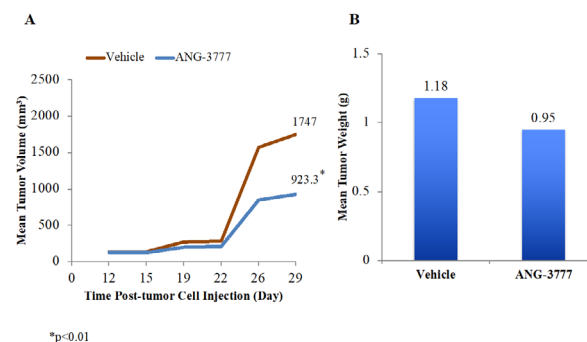 A
Vehicle
ANG-3777
Mean Tumor Volume (mm³)
2500
2000
1500
1000
500
0
1747
923.3*
0 12 15 19 22 26 29
Time Post-tumor Cell Injection (Day)
*p<0.01
B
Mean Tumor Weight (g)
1.5
1
0.5
0
1.18
0.95
Vehicle
ANG-3777